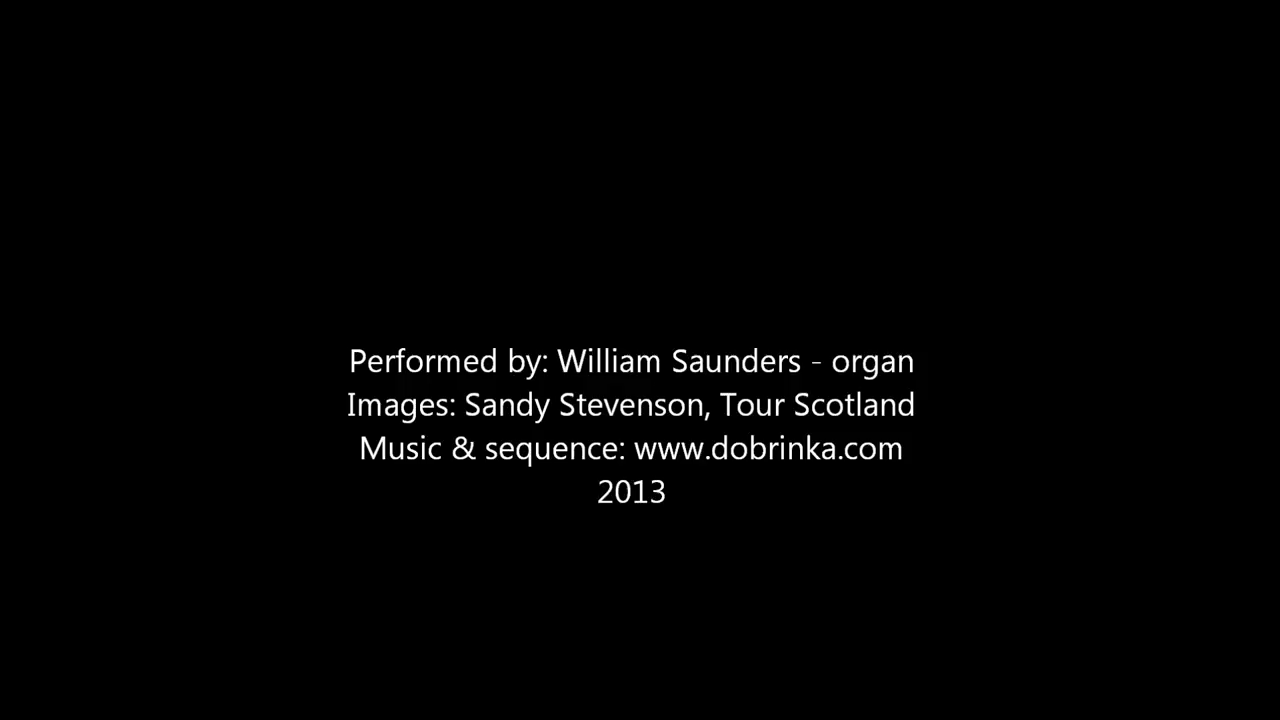 Performed by: William Saunders - organ
Images: Sandy Stevenson, Tour Scotland
Music & sequence: www.dobrinka.com
2013